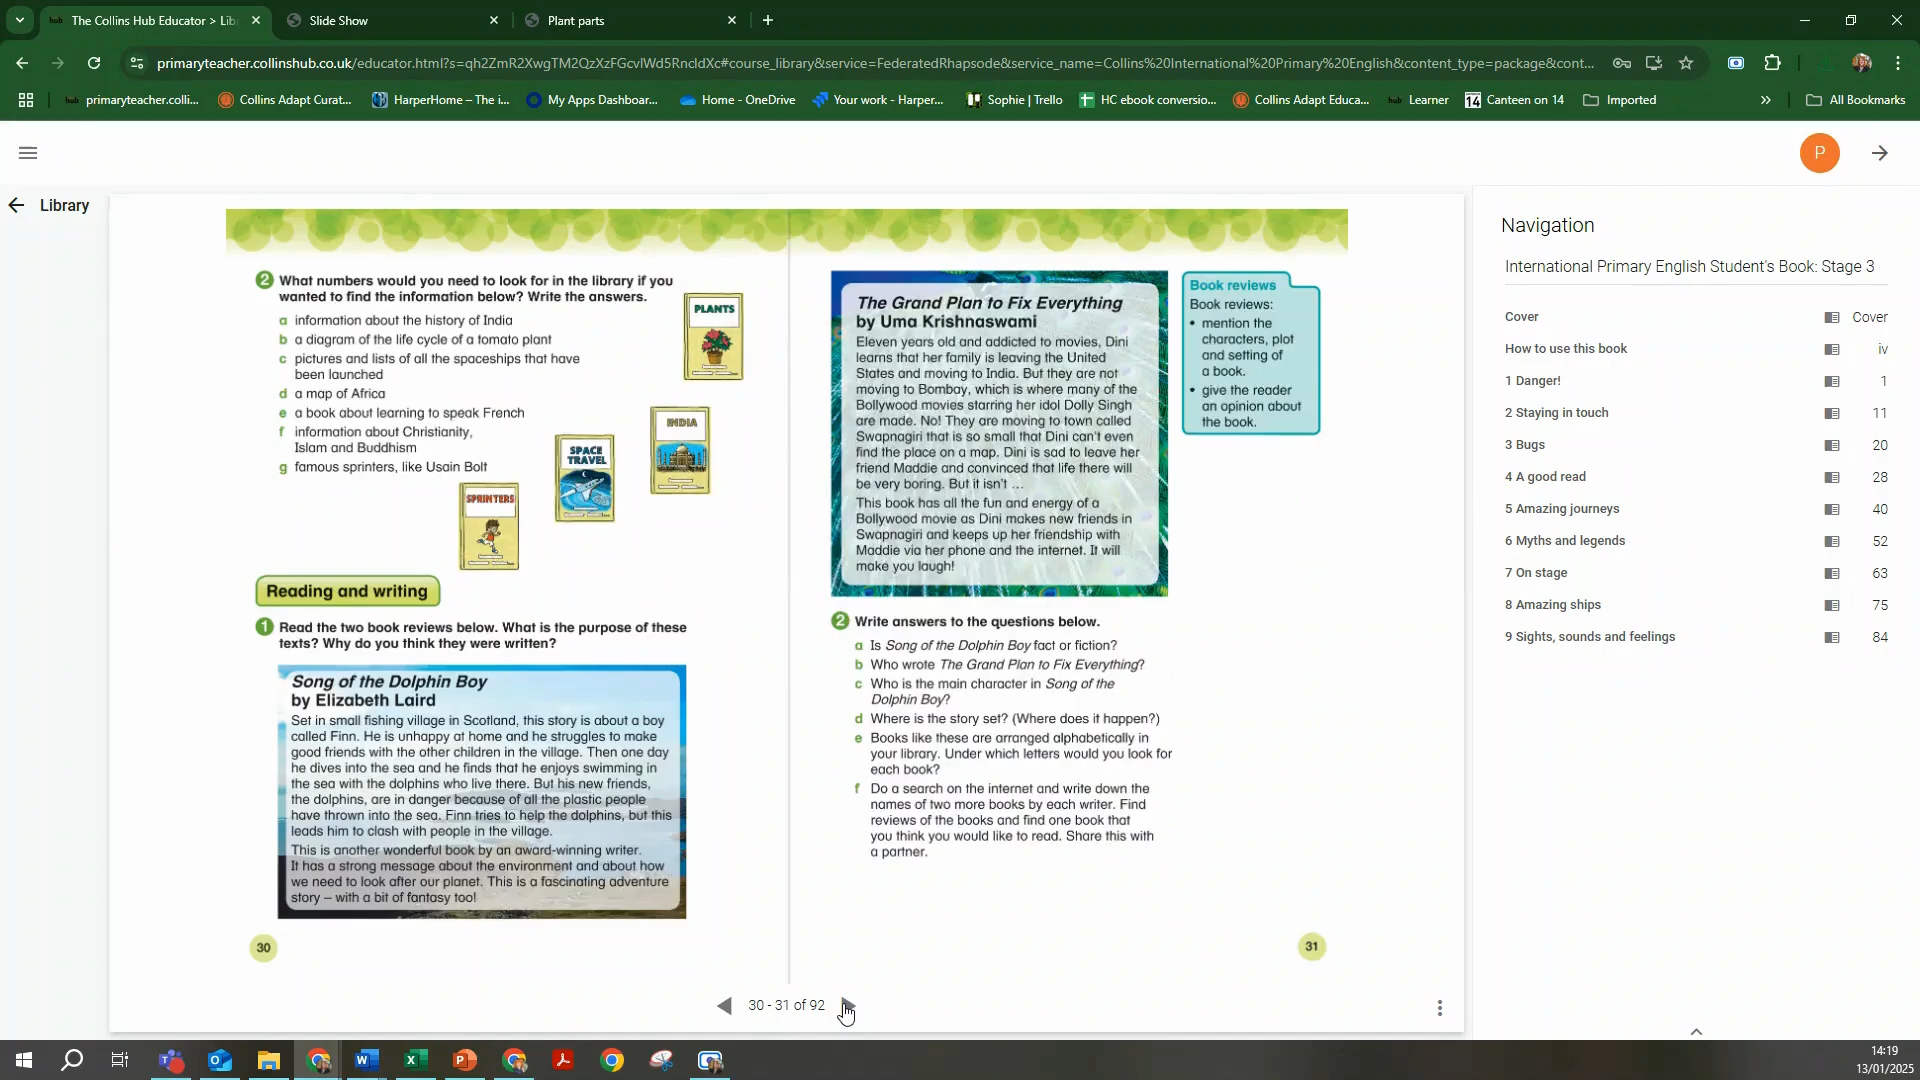 The Collins Hub Educator > Lib
Slide Show
Plant parts
primaryteacher.collinshub.co.uk/educator.html?s=qh2ZmR2XwgTM2QzXzFGcvlWd5RncldXc#course_library&service=FederatedRhapsode&service_name=Collins%20International%20Primary%20English&content_type=package&cont...
primaryteacher.colli...
Collins Adapt Curat...
HarperHome – The i...
My Apps Dashboar...
Home - OneDrive
Your work - Harper...
Sophie | Trello
HC ebook conversio...
Collins Adapt Educa...
hub Learner
14 Canteen on 14
Imported
All Bookmarks
P
Library
2 What numbers would you need to look for in the library if you
wanted to find the information below? Write the answers.
a information about the history of India
b a diagram of the life cycle of a tomato plant
c pictures and lists of all the spaceships that have
been launched
d a map of Africa
e a book about learning to speak French
f information about Christianity,
Islam and Buddhism
g famous sprinters, like Usain Bolt
PLANTS
INDIA
SPACE
TRAVEL
SPRINTERS
Reading and writing
1 Read the two book reviews below. What is the purpose of these
texts? Why do you think they were written?
Song of the Dolphin Boy
by Elizabeth Laird
Set in small fishing village in Scotland, this story is about a boy
called Finn. He is unhappy at home and he struggles to make
good friends with the other children in the village. Then one day
he dives into the sea and he finds that he enjoys swimming in
the sea with the dolphins who live there. But his new friends,
the dolphins, are in danger because of all the plastic people
have thrown into the sea. Finn tries to help the dolphins, but this
leads him to clash with people in the village.
This is another wonderful book by an award-winning writer.
It has a strong message about the environment and about how
we need to look after our planet. This is a fascinating adventure
story – with a bit of fantasy too!
30
The Grand Plan to Fix Everything
by Uma Krishnaswami
Eleven years old and addicted to movies, Dini
learns that her family is leaving the United
States and moving to India. But they are not
moving to Bombay, which is where many of the
Bollywood movies starring her idol Dolly Singh
are made. No! They are moving to town called
Swapnagiri that is so small that Dini can't even
find the place on a map. Dini is sad to leave her
friend Maddie and convinced that life there will
be very boring. But it isn't ...
This book has all the fun and energy of a
Bollywood movie as Dini makes new friends in
Swapnagiri and keeps up her friendship with
Maddie via her phone and the internet. It will
make you laugh!
Book reviews
Book reviews:
• mention the
characters, plot
and setting of
a book.
• give the reader
an opinion about
the book.
2 Write answers to the questions below.
a Is Song of the Dolphin Boy fact or fiction?
b Who wrote The Grand Plan to Fix Everything?
c Who is the main character in Song of the
Dolphin Boy?
d Where is the story set? (Where does it happen?)
e Books like these are arranged alphabetically in
your library. Under which letters would you look for
each book?
f Do a search on the internet and write down the
names of two more books by each writer. Find
reviews of the books and find one book that
you think you would like to read. Share this with
a partner.
31
30 - 31 of 92
Navigation
International Primary English Student's Book: Stage 3
Cover Cover
How to use this book iv
1 Danger! 1
2 Staying in touch 11
3 Bugs 20
4 A good read 28
5 Amazing journeys 40
6 Myths and legends 52
7 On stage 63
8 Amazing ships 75
9 Sights, sounds and feelings 84
14:19
13/01/2025